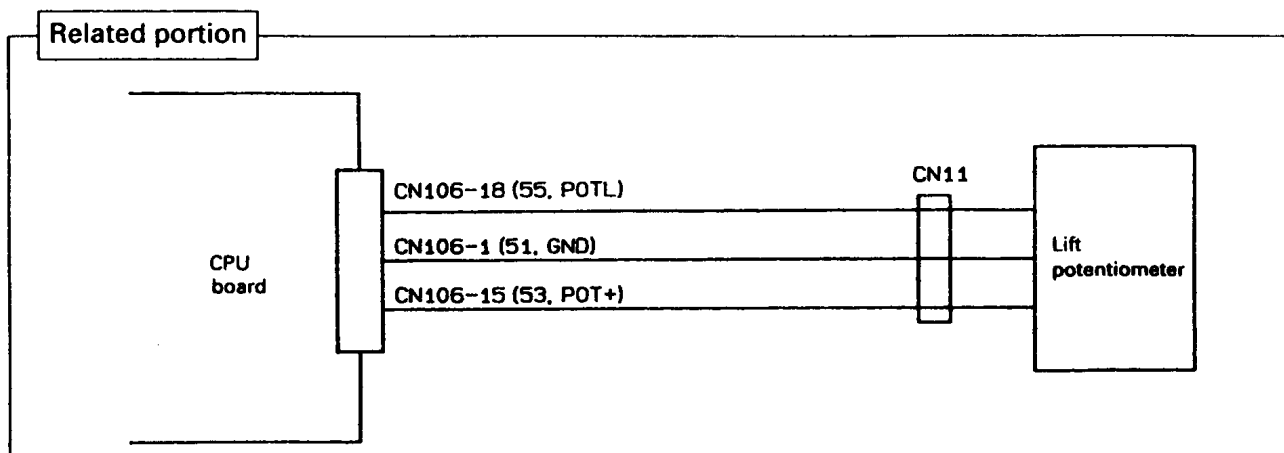 Related portion
CN106-18 (55, POTL)
CN11
CN106-1 (51, GND)
CPU
board
Lift
potentiometer
CN106-15 (53, POT+)